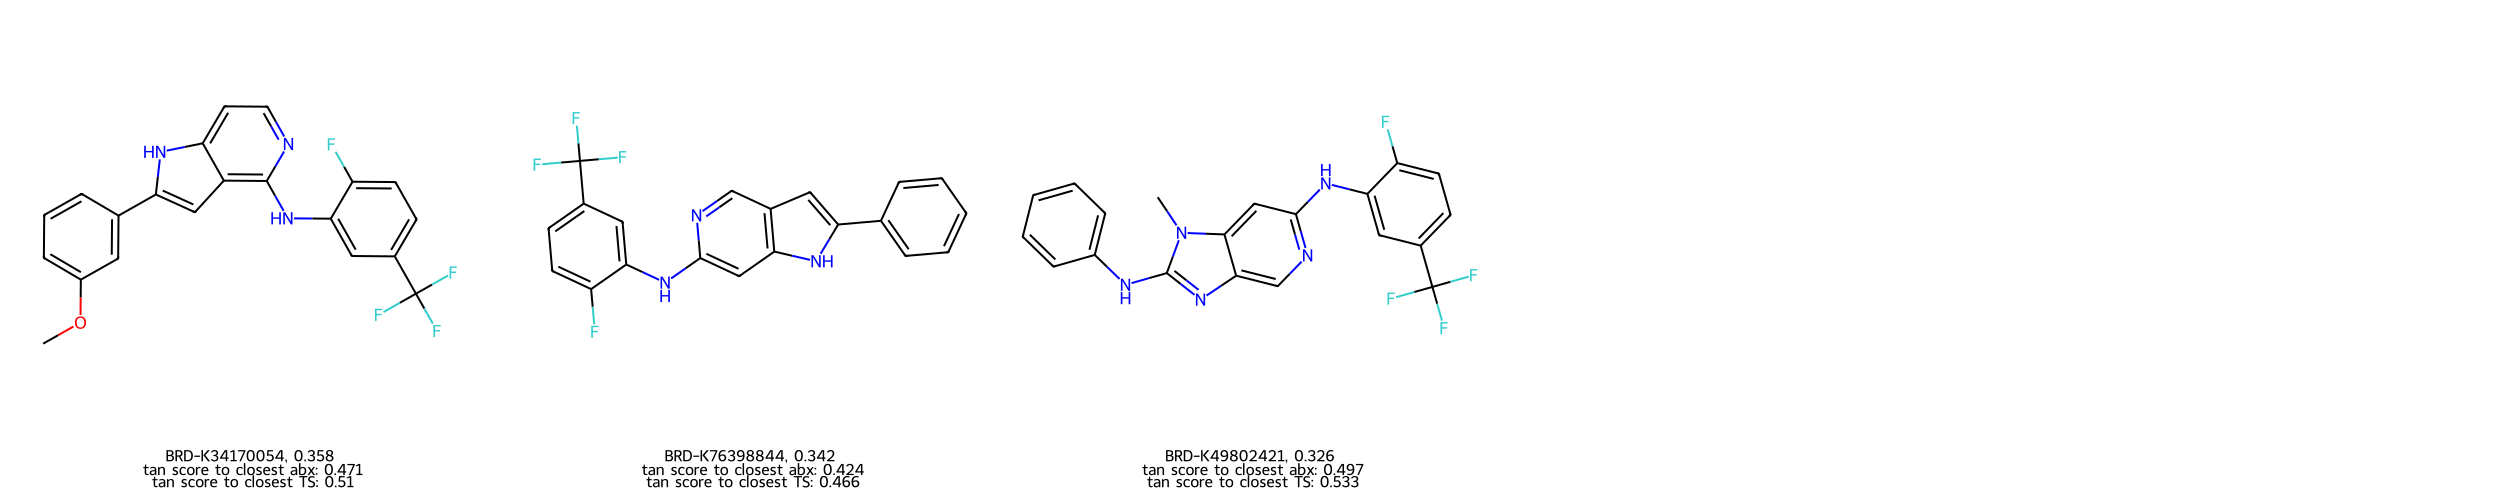 F
N
HN
HN
F
F
F
O
F
F
F
N
NH
N
H
F
F
H
N
N
N
N
N
H
F
F
F
BRD-K34170054, 0.358
tan score to closest abx: 0.471
tan score to closest TS: 0.51
BRD-K76398844, 0.342
tan score to closest abx: 0.424
tan score to closest TS: 0.466
BRD-K49802421, 0.326
tan score to closest abx: 0.497
tan score to closest TS: 0.533